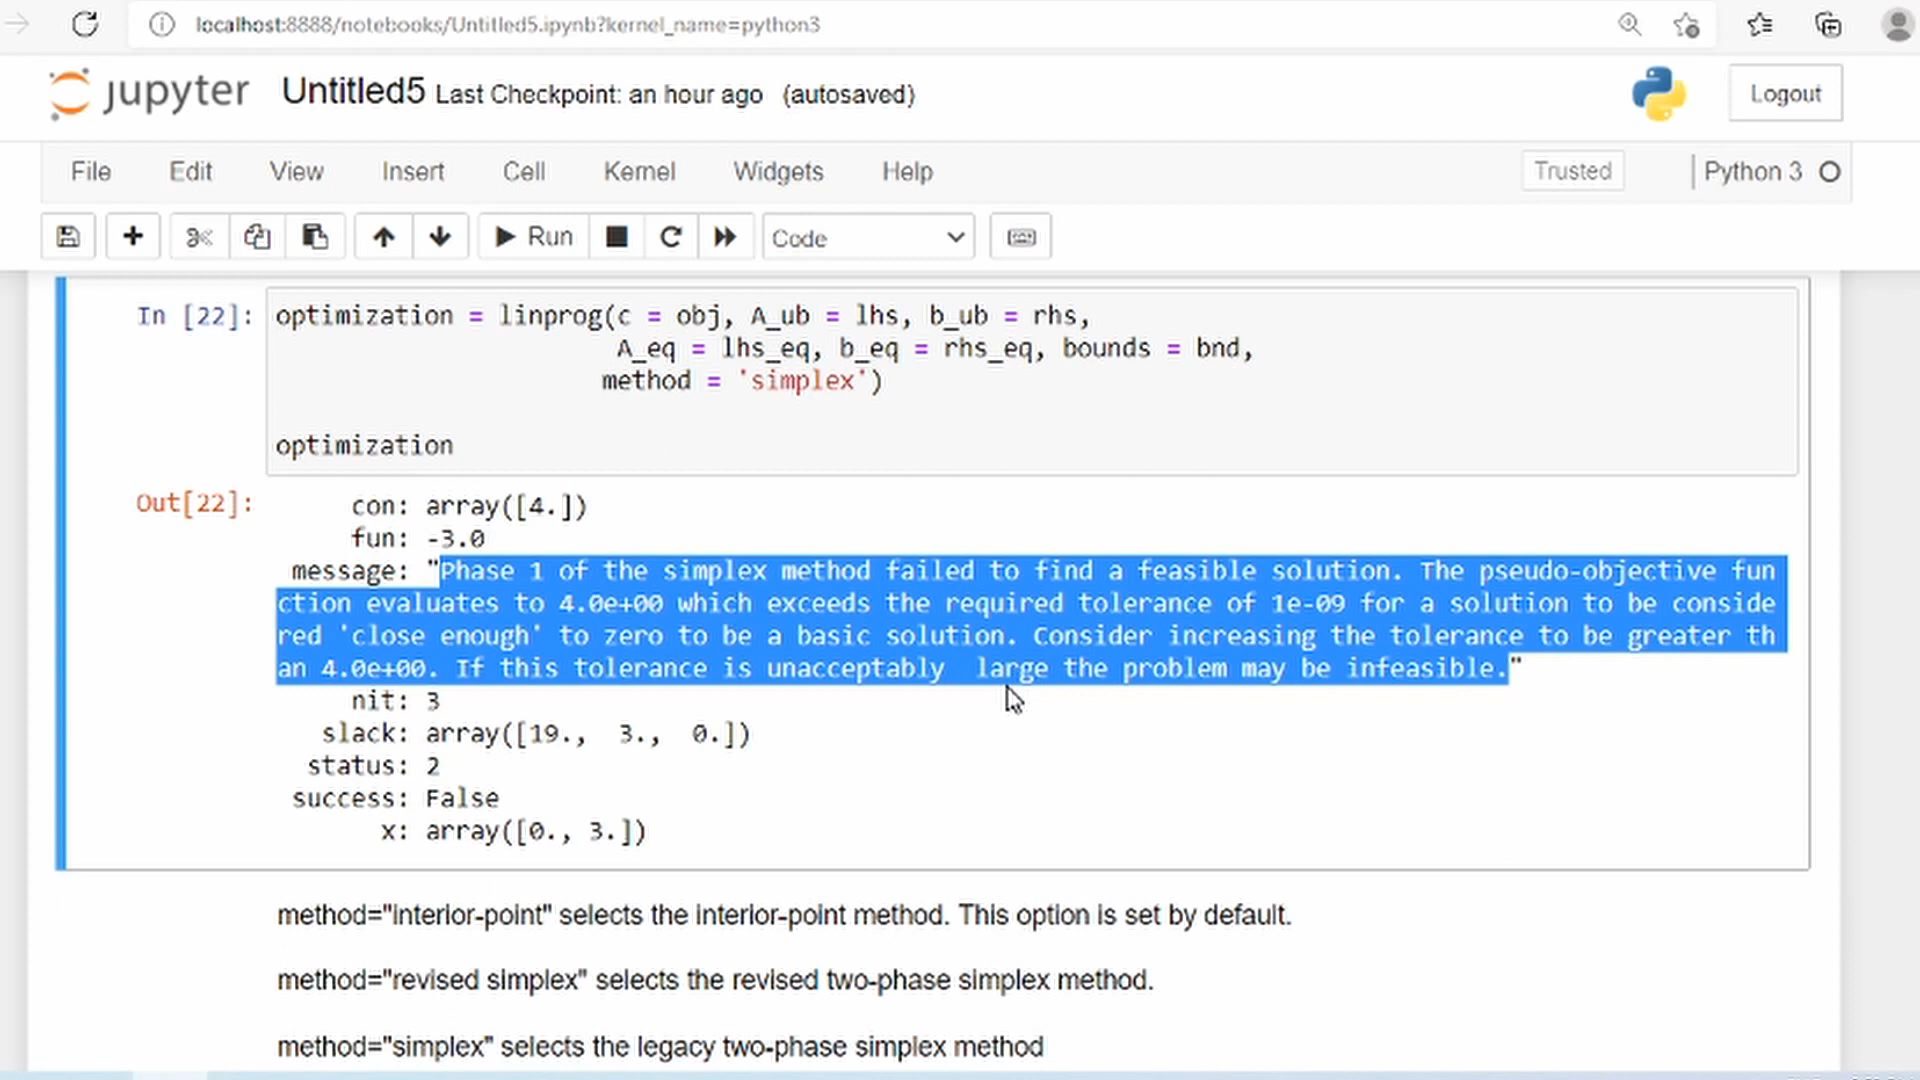 localhost:8888/notebooks/Untitled5.ipynb?kernel_name=python3
jupyter Untitled5 Last Checkpoint: an hour ago (autosaved) Logout
File Edit View Insert Cell Kernel Widgets Help Trusted Python 3
Run Code
In [22]: optimization = linprog(c = obj, A_ub = lhs, b_ub = rhs,
A_eq = lhs_eq, b_eq = rhs_eq, bounds = bnd,
method = 'simplex')
optimization
Out[22]: con: array([4.])
fun: -3.0
message: "Phase 1 of the simplex method failed to find a feasible solution. The pseudo-objective fun
ction evaluates to 4.0e+00 which exceeds the required tolerance of 1e-09 for a solution to be conside
red 'close enough' to zero to be a basic solution. Consider increasing the tolerance to be greater th
an 4.0e+00. If this tolerance is unacceptably  large the problem may be infeasible."
nit: 3
slack: array([19.,  3.,  0.])
status: 2
success: False
x: array([0., 3.])
method="interior-point" selects the interior-point method. This option is set by default.
method="revised simplex" selects the revised two-phase simplex method.
method="simplex" selects the legacy two-phase simplex method